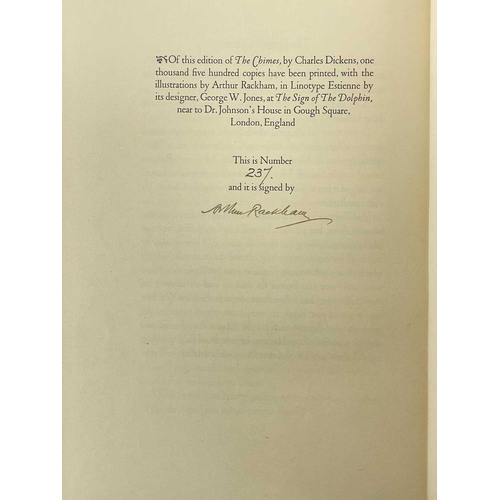 Of this edition of The Chimes, by Charles Dickens, one
thousand five hundred copies have been printed, with the
illustrations by Arthur Rackham, in Linotype Estienne by
its designer, George W. Jones, at The Sign of The Dolphin,
near to Dr. Johnson's House in Gough Square,
London, England
This is Number
237.
and it is signed by
Arthur Rackham